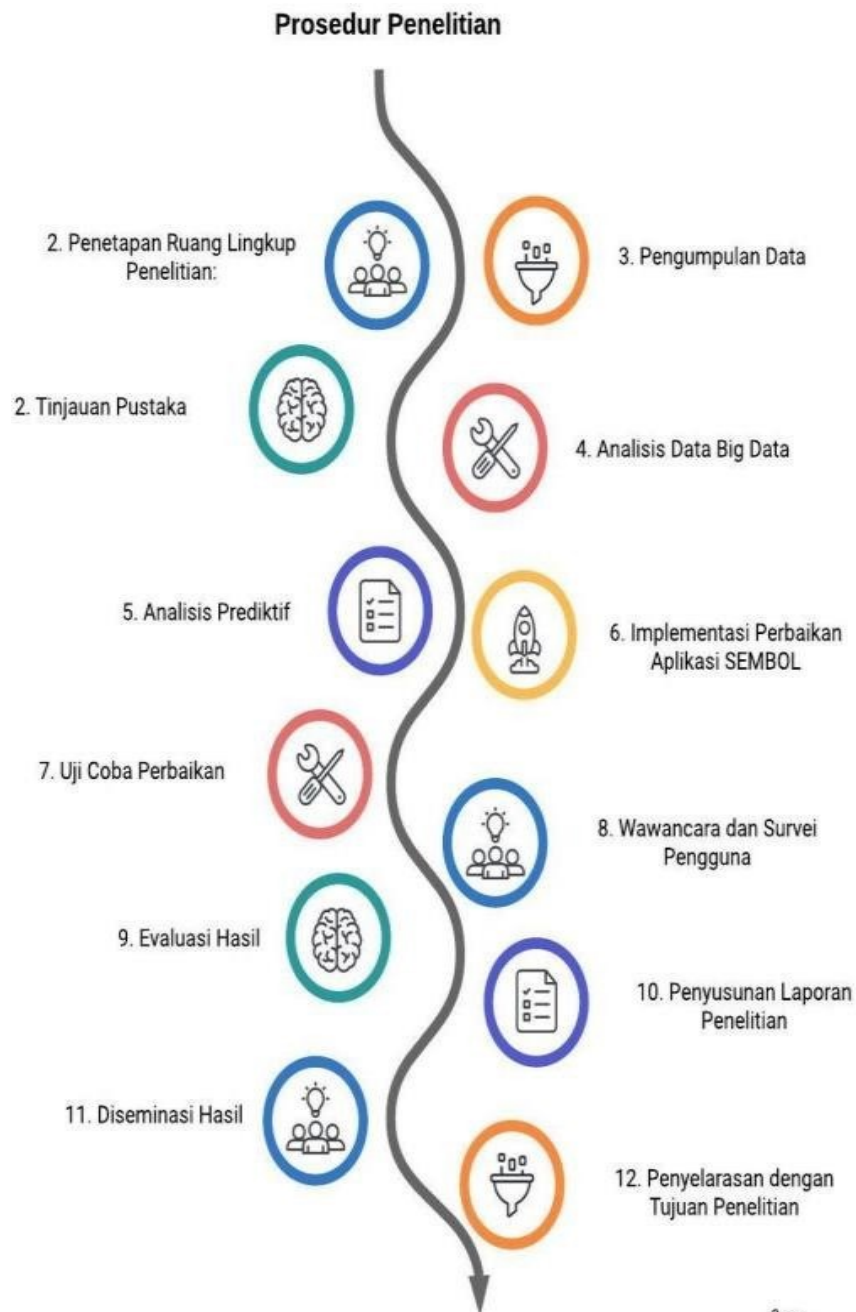 Prosedur Penelitian
2. Penetapan Ruang Lingkup
Penelitian:
3. Pengumpulan Data
2. Tinjauan Pustaka
4. Analisis Data Big Data
5. Analisis Prediktif
6. Implementasi Perbaikan
Aplikasi SEMBOL
7. Uji Coba Perbaikan
8. Wawancara dan Survei
Pengguna
9. Evaluasi Hasil
10. Penyusunan Laporan
Penelitian
11. Diseminasi Hasil
12. Penyelarasan dengan
Tujuan Penelitian